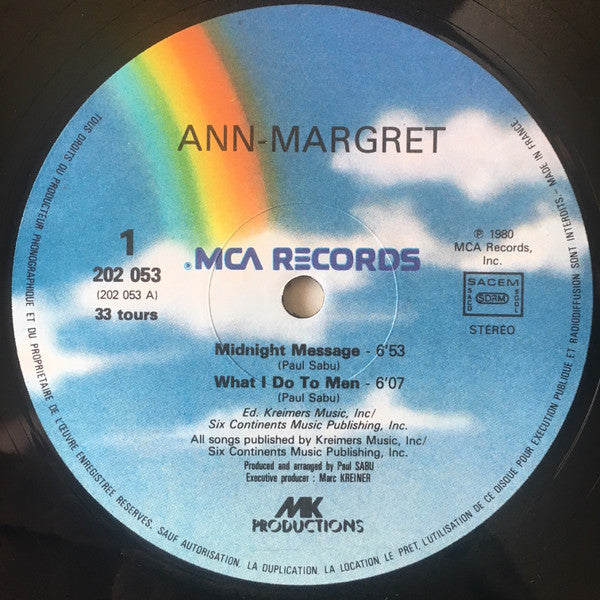 ANN-MARGRET
1
202 053
(202 053 A)
33 tours
.MCA RECORDS
℗ 1980
MCA Records,
Inc.
SACEM
SACD
SDRM
SGDL
STEREO
Midnight Message - 6'53
(Paul Sabu)
What I Do To Men - 6'07
(Paul Sabu)
Ed. Kreimers Music, Inc/
Six Continents Music Publishing, Inc.
All songs published by Kreimers Music, Inc/
Six Continents Music Publishing, Inc.
Produced and arranged by Paul SABU
Executive producer : Marc KREINER
MK
PRODUCTIONS
TOUS DROITS DU PRODUCTEUR PHONOGRAPHIQUE ET DU PROPRIETAIRE DE L'ŒUVRE ENREGISTREE RESERVES. SAUF AUTORISATION, LA DUPLICATION, LA LOCATION, LE PRET, L'UTILISATION DE CE DISQUE POUR EXECUTION PUBLIQUE ET RADIODIFFUSION SONT INTERDITS - MADE IN FRANCE.